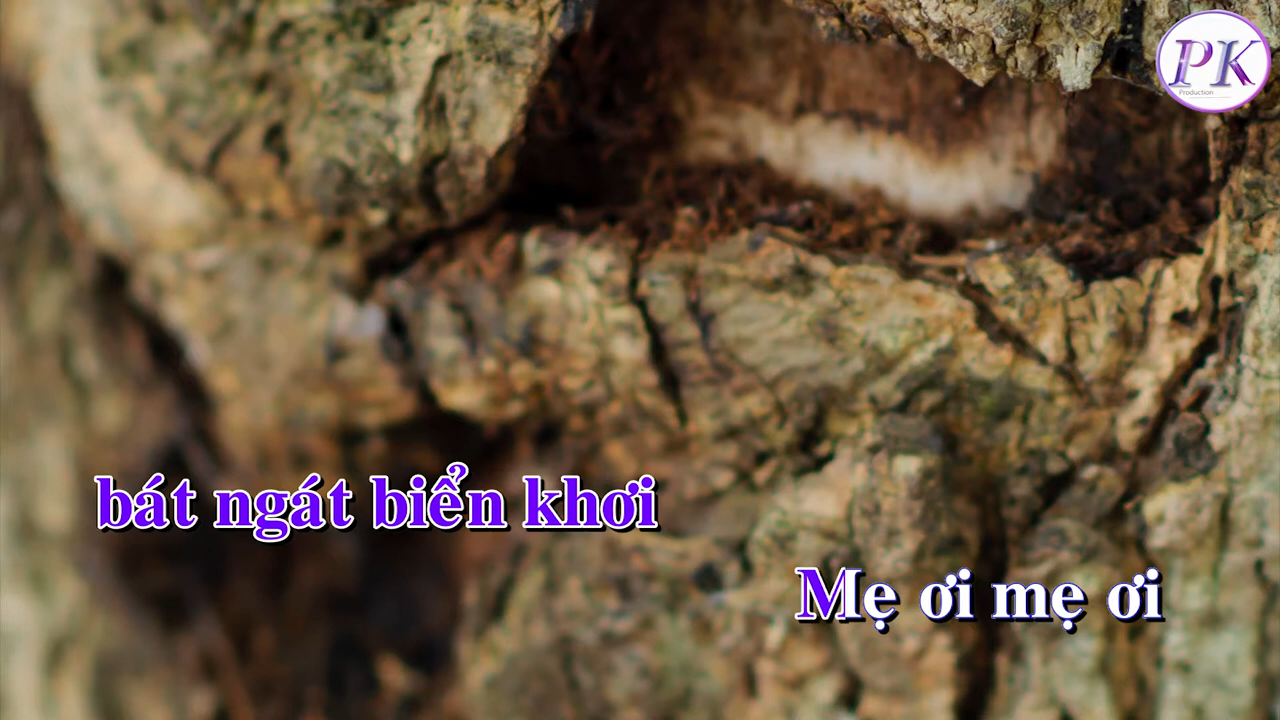 PK
Production
bát ngát biển khơi
Mẹ ơi mẹ ơi